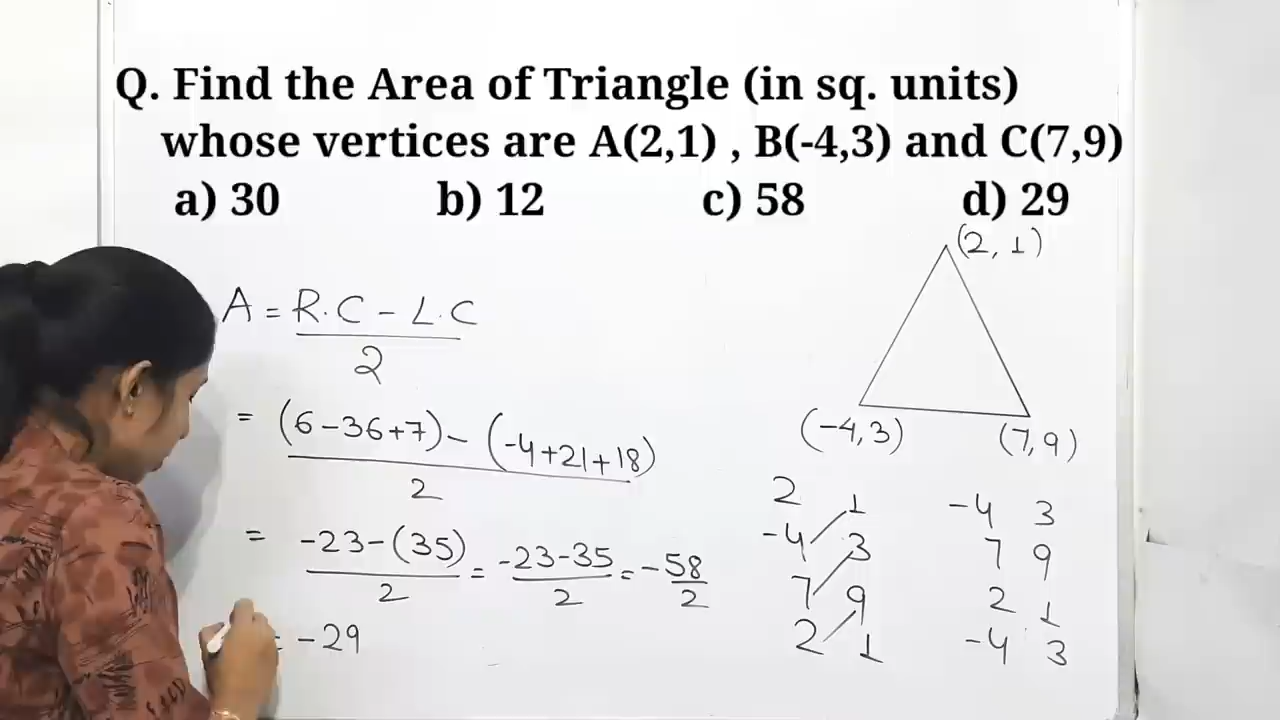 Q. Find the Area of Triangle (in sq. units)
whose vertices are A(2,1) , B(-4,3) and C(7,9)
a) 30 b) 12 c) 58 d) 29
(2, 1)
A = R.C - L.C
2
= (6-36+7) - (-4+21+18)
2
(-4,3) (7,9)
= -23-(35) = -23-35 = -58
2 2 2
= -29
2 1
-4 3
7 9
2 1
-4 3
7 9
2 1
-4 3